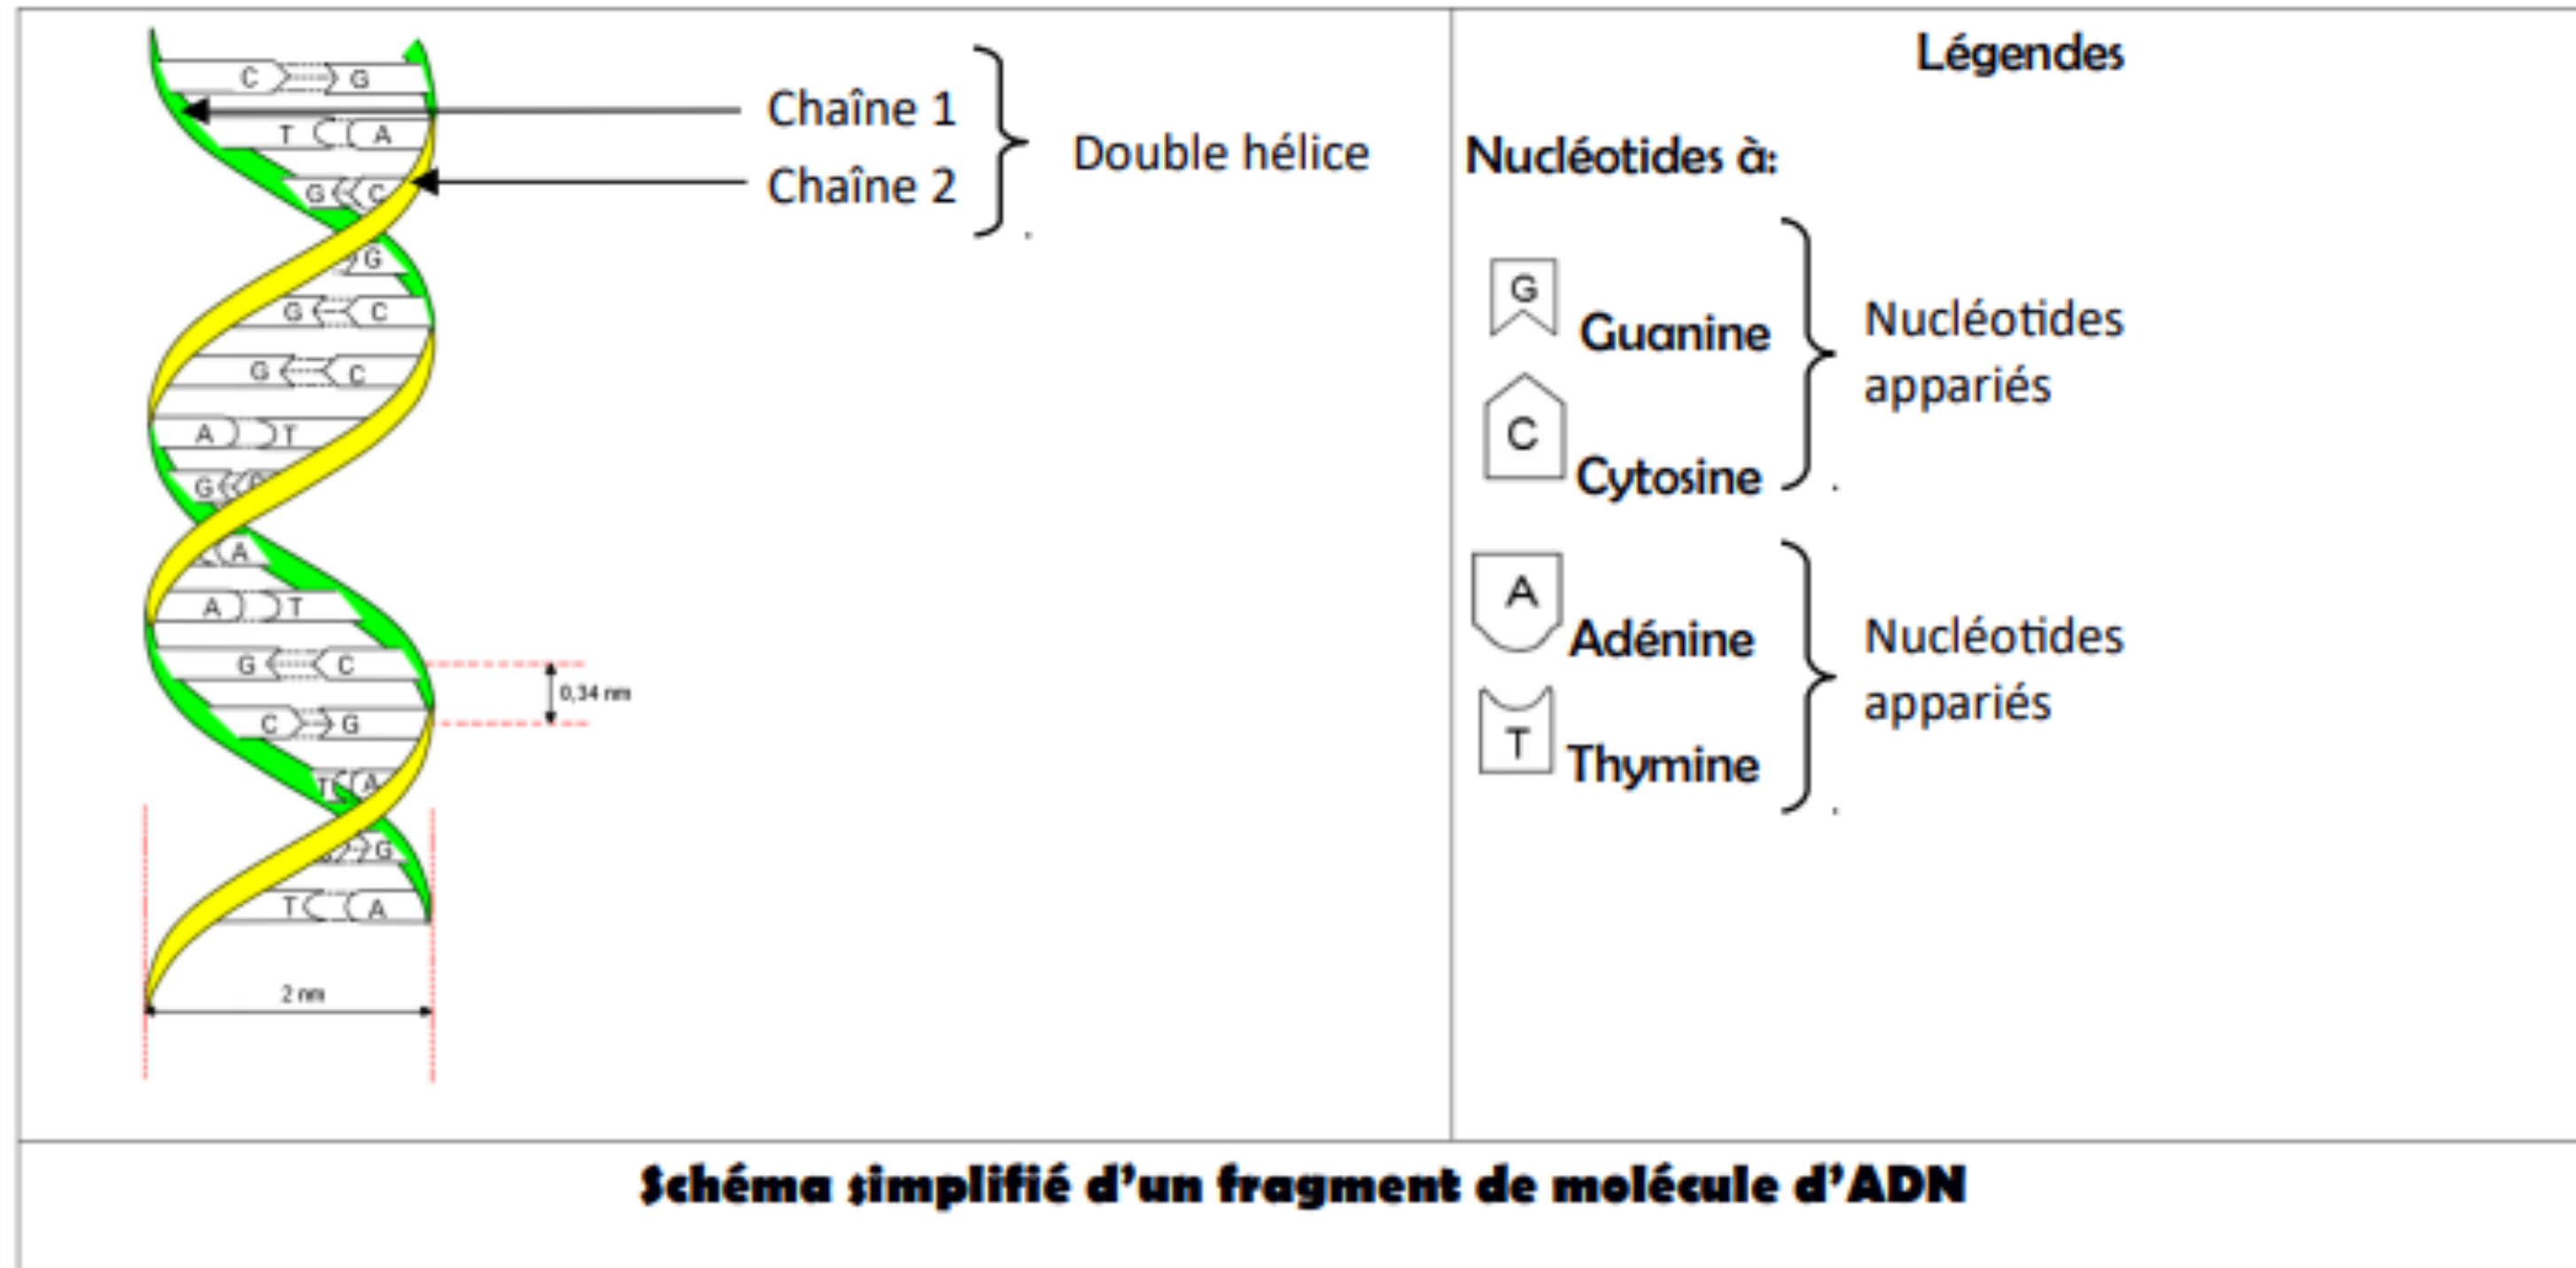 C G
Chaîne 1
T A
Chaîne 2
Double hélice
G C
G
G C
G C
A T
G
A
A T
G C
0,34 nm
C G
T A
G
T A
2 nm
Légendes
Nucléotides à:
G
Guanine
C
Cytosine
Nucléotides
appariés
A
Adénine
T
Thymine
Nucléotides
appariés
Schéma simplifié d'un fragment de molécule d'ADN